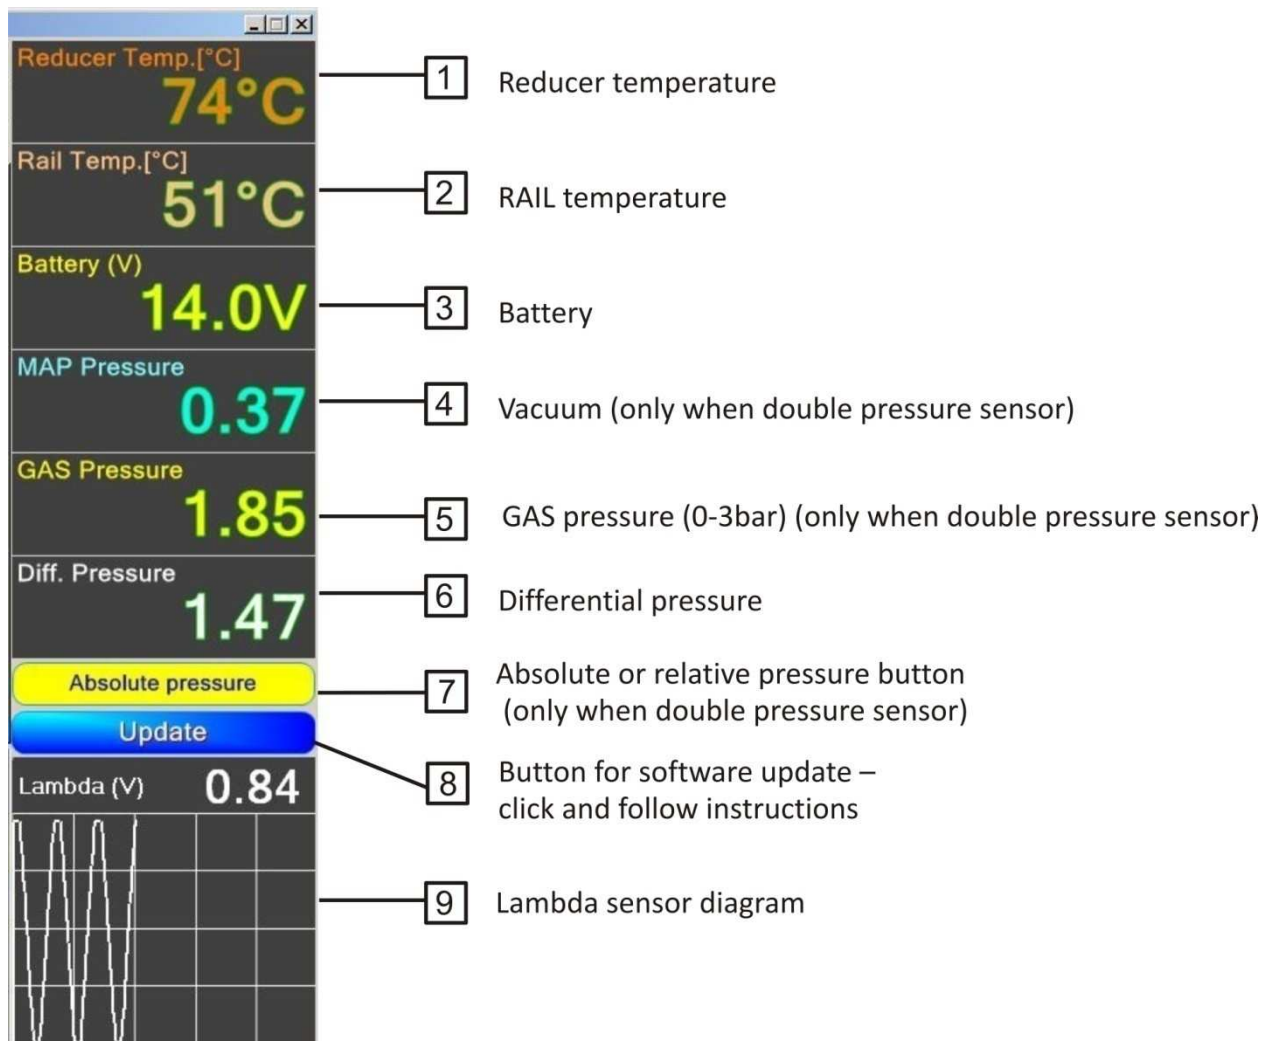 Reducer Temp.[°C]
74°C
1 Reducer temperature
Rail Temp.[°C]
51°C
2 RAIL temperature
Battery (V)
14.0V
3 Battery
MAP Pressure
0.37
4 Vacuum (only when double pressure sensor)
GAS Pressure
1.85
5 GAS pressure (0-3bar) (only when double pressure sensor)
Diff. Pressure
1.47
6 Differential pressure
Absolute pressure
7 Absolute or relative pressure button
(only when double pressure sensor)
Update
8 Button for software update –
click and follow instructions
Lambda (V) 0.84
9 Lambda sensor diagram